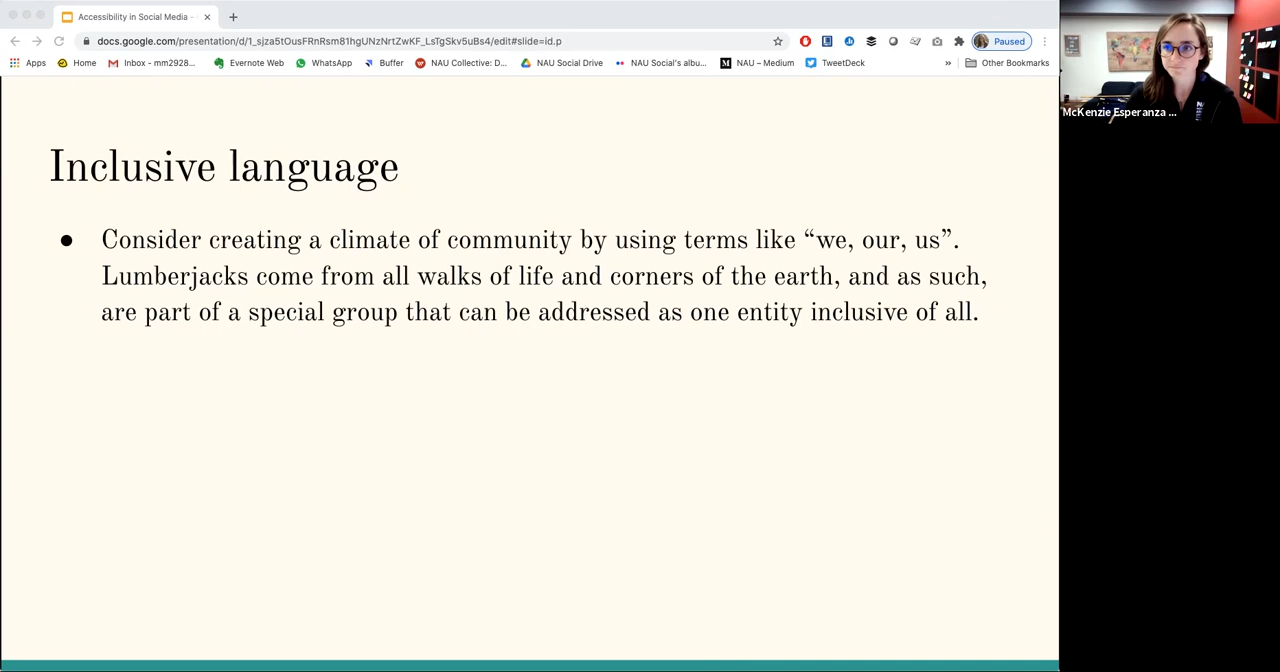 Accessibility in Social Media -
docs.google.com/presentation/d/1_sjza5tOusFRnRsm81hgUNzNrtZwKF_LsTgSkv5uBs4/edit#slide=id.p
Paused
Apps Home Inbox - mm2928... Evernote Web WhatsApp Buffer NAU Collective: D... NAU Social Drive NAU Social's albu... NAU – Medium TweetDeck » Other Bookmarks
McKenzie Esperanza ...
Inclusive language
● Consider creating a climate of community by using terms like “we, our, us”.
Lumberjacks come from all walks of life and corners of the earth, and as such,
are part of a special group that can be addressed as one entity inclusive of all.